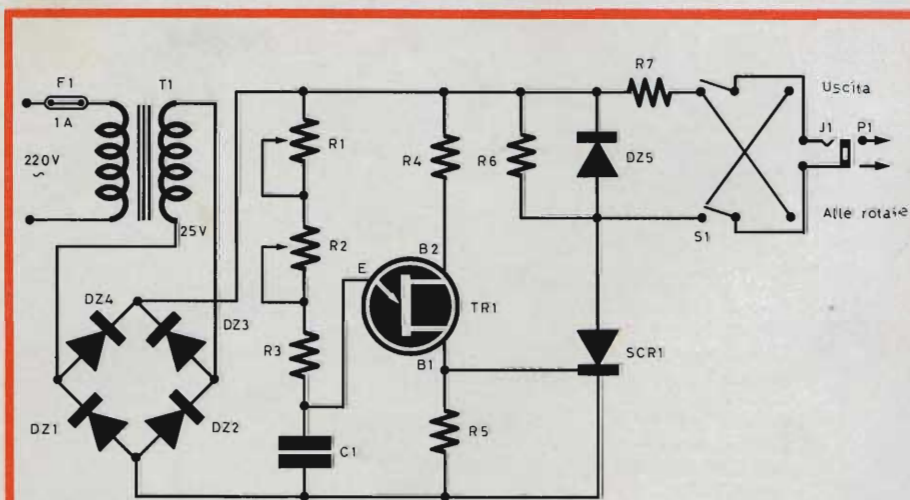 F1
T1
1A
220V
~
25V
DZ4
DZ3
DZ1
DZ2
R1
R2
R3
C1
R4
E
B2
TR1
B1
R5
R6
DZ5
SCR1
R7
S1
Uscita
J1
P1
Alle rotaie